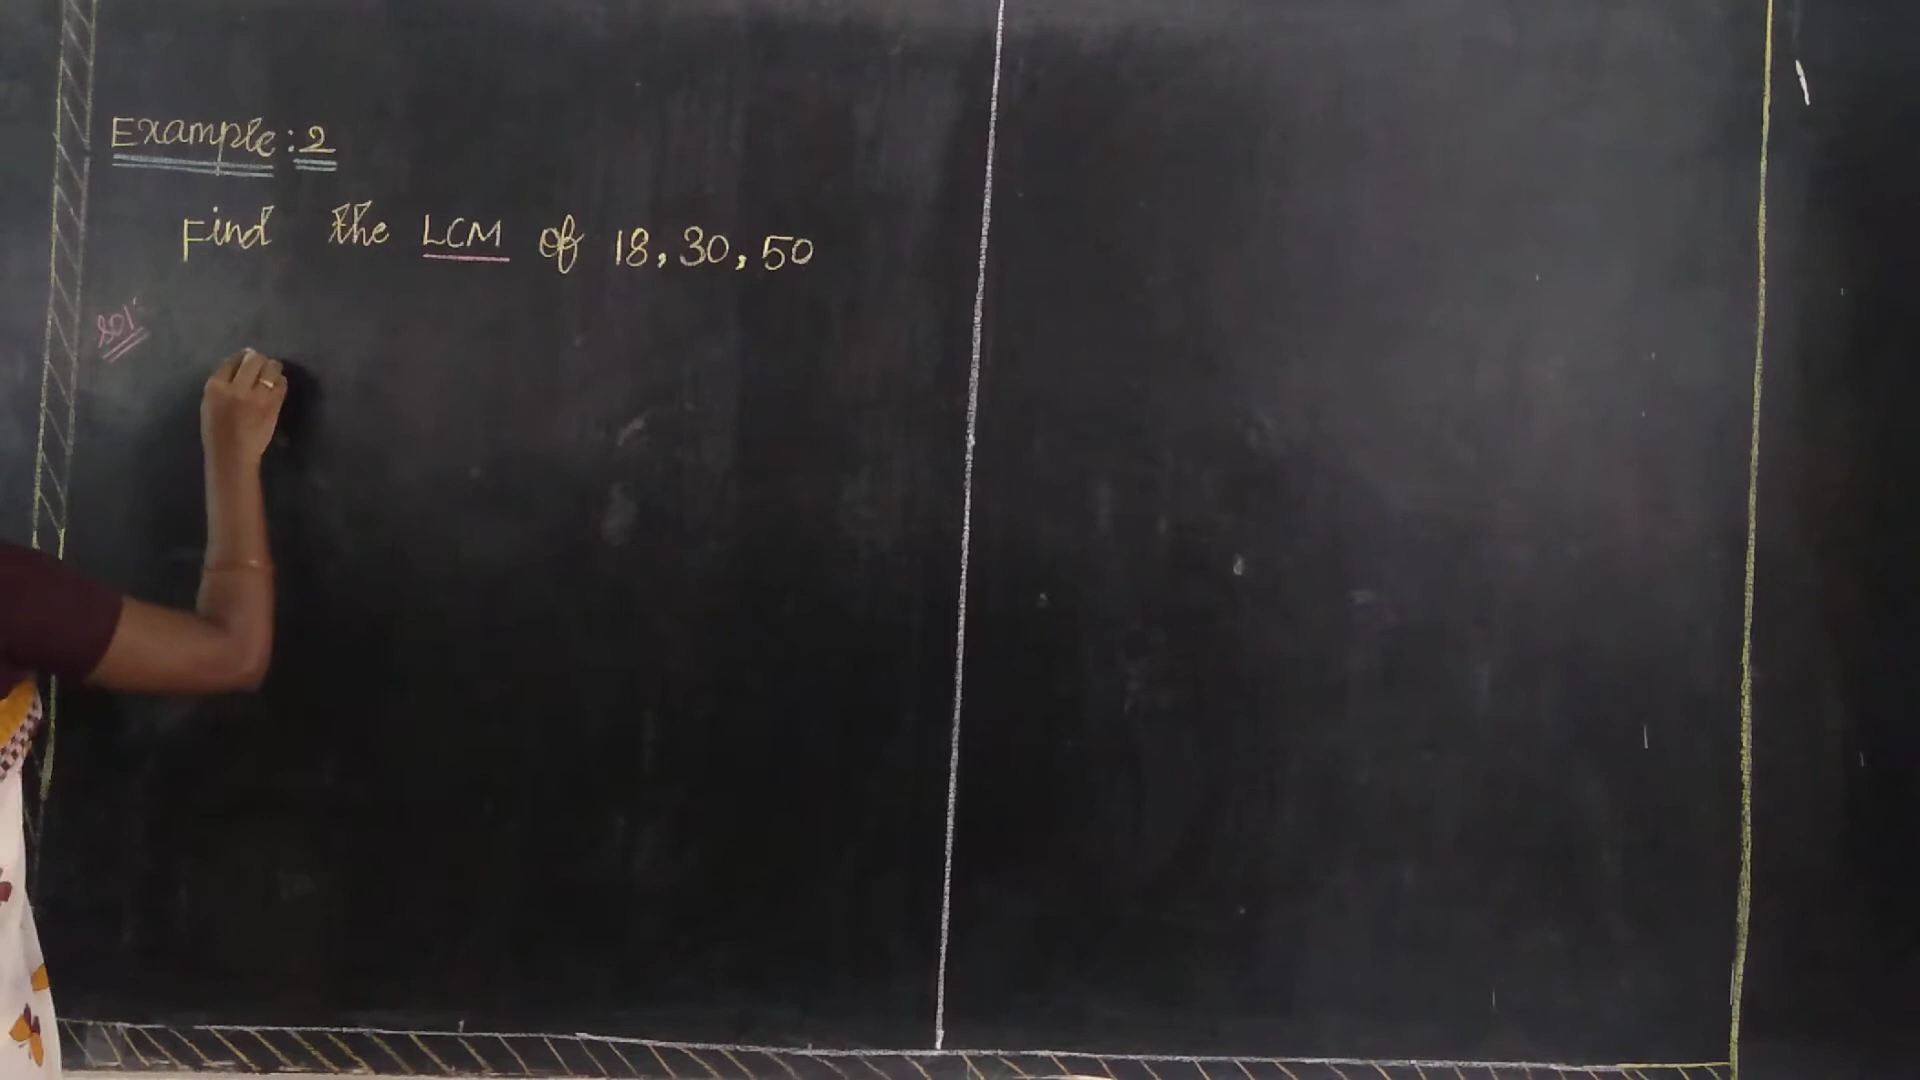 Example : 2
Find the LCM of 18, 30, 50
Sol'